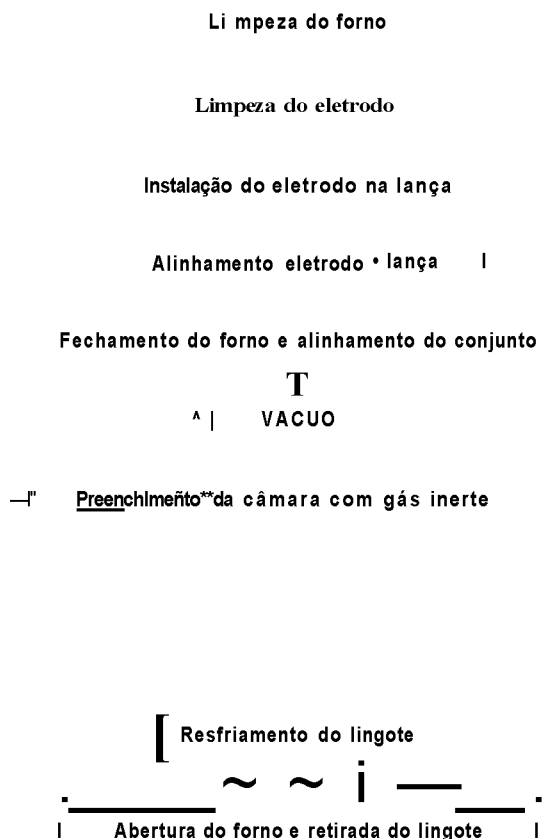 Li mpeza do forno
Limpeza do eletrodo
Instalação do eletrodo na lança
Alinhamento eletrodo • lança I
Fechamento do forno e alinhamento do conjunto
T
^ | VACUO
—I" PreenchImeñto**da câmara com gás inerte
[ Resfriamento do lingote
. ~ ~ i — .
I Abertura do forno e retirada do lingote I